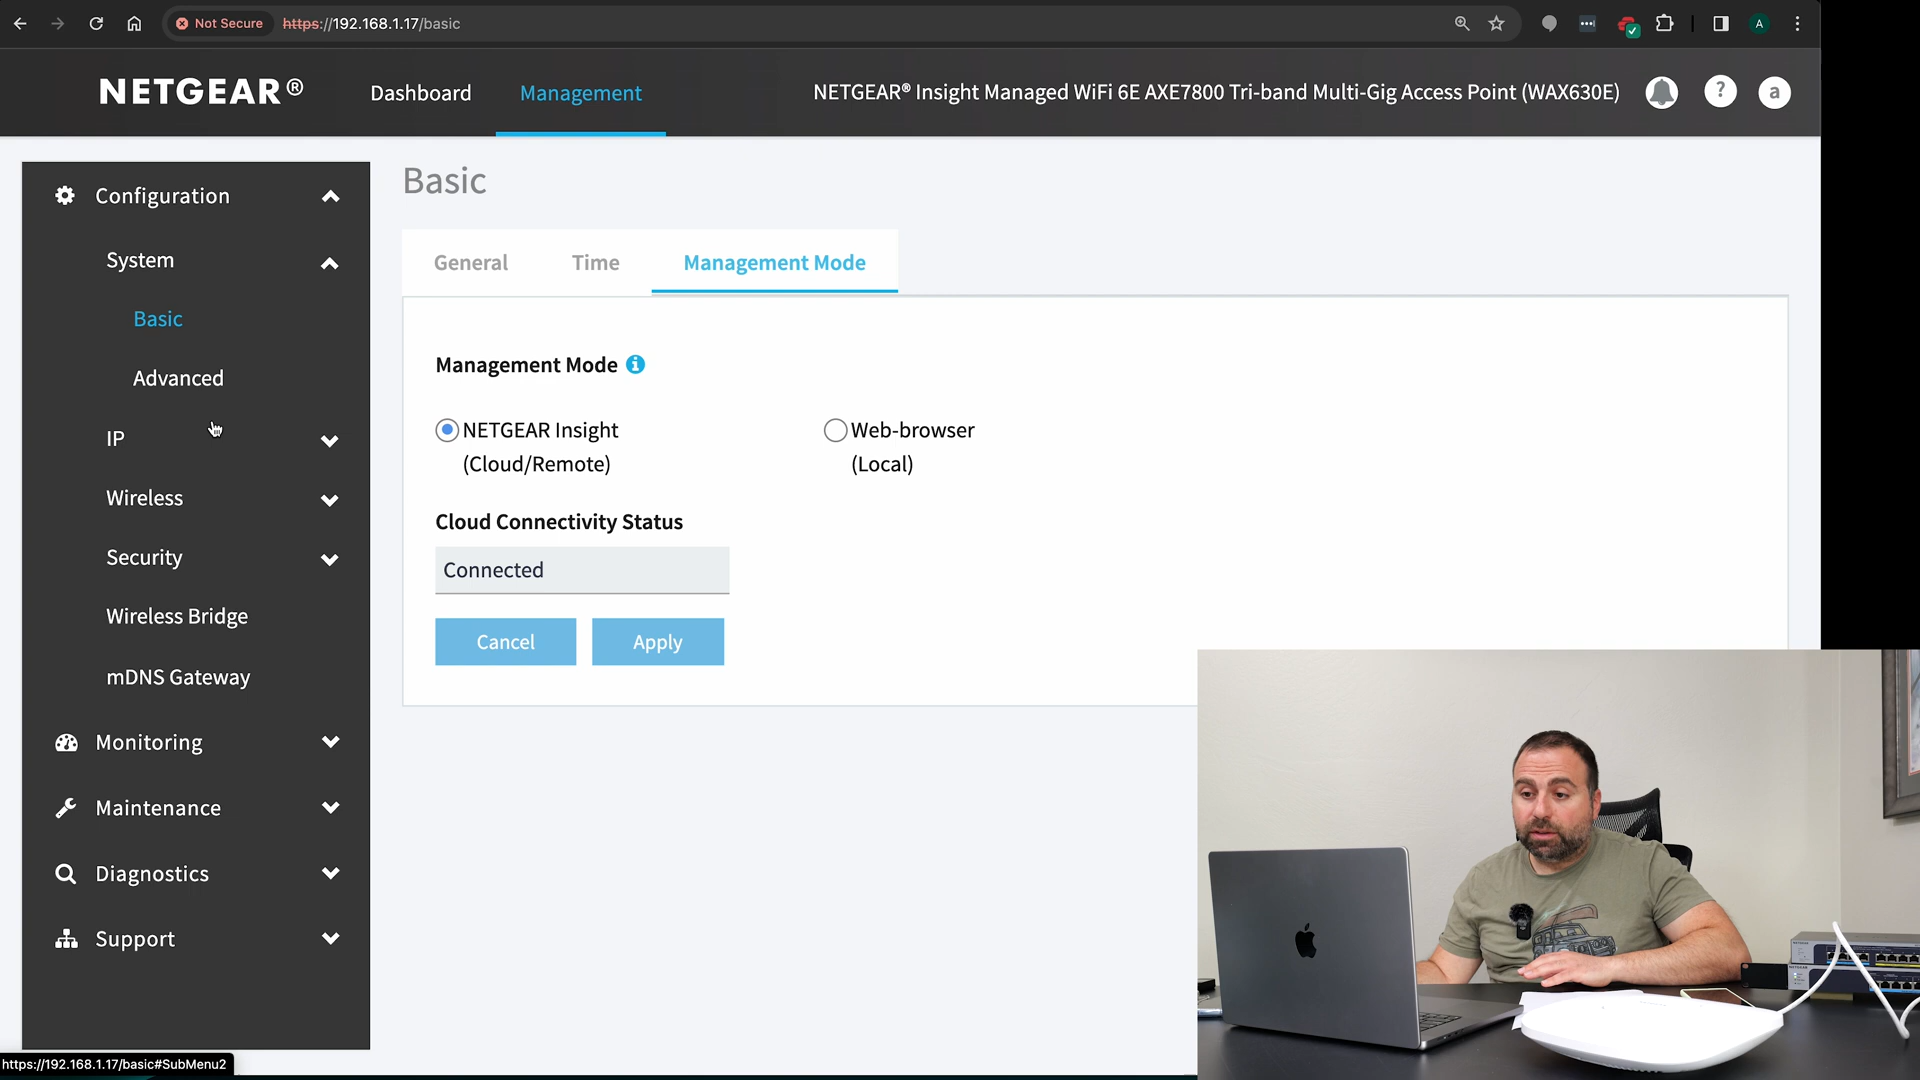 Not Secure https://192.168.1.17/basic
A
NETGEAR® Dashboard Management NETGEAR® Insight Managed WiFi 6E AXE7800 Tri-band Multi-Gig Access Point (WAX630E) ? a
Configuration
System
Basic
Advanced
IP
Wireless
Security
Wireless Bridge
mDNS Gateway
Monitoring
Maintenance
Diagnostics
Support
Basic
General Time Management Mode
Management Mode
NETGEAR Insight
(Cloud/Remote)
Web-browser
(Local)
Cloud Connectivity Status
Connected
Cancel Apply
NETGEAR
NETGEAR
https://192.168.1.17/basic#SubMenu2